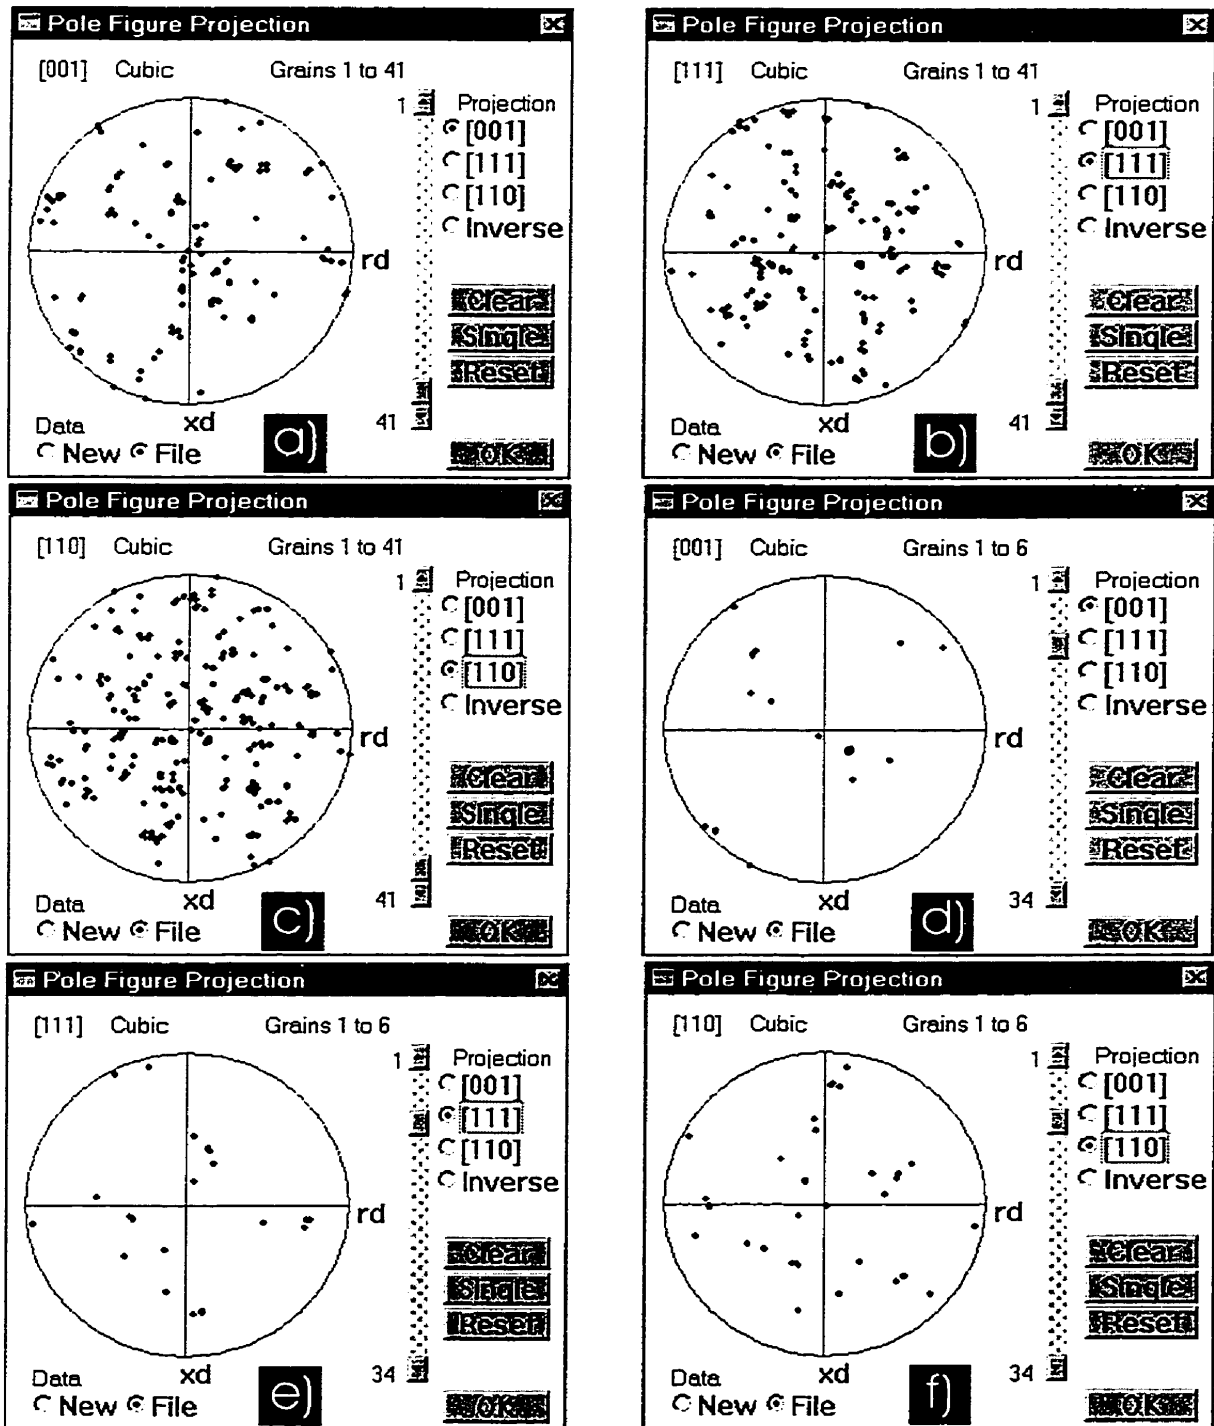 Pole Figure Projection
[001] Cubic Grains 1 to 41
1 Projection
[001]
[111]
[110]
Inverse
rd
Clear
Single
Reset
xd
41
Data
New File
a)
OK
Pole Figure Projection
[111] Cubic Grains 1 to 41
1 Projection
[001]
[111]
[110]
Inverse
rd
Clear
Single
Reset
xd
41
Data
New File
b)
OK
Pole Figure Projection
[110] Cubic Grains 1 to 41
1 Projection
[001]
[111]
[110]
Inverse
rd
Clear
Single
Reset
xd
41
Data
New File
c)
OK
Pole Figure Projection
[001] Cubic Grains 1 to 6
1 Projection
[001]
[111]
[110]
Inverse
rd
Clear
Single
Reset
xd
34
Data
New File
d)
OK
Pole Figure Projection
[111] Cubic Grains 1 to 6
1 Projection
[001]
[111]
[110]
Inverse
rd
Clear
Single
Reset
xd
34
Data
New File
e)
OK
Pole Figure Projection
[110] Cubic Grains 1 to 6
1 Projection
[001]
[111]
[110]
Inverse
rd
Clear
Single
Reset
xd
34
Data
New File
f)
OK